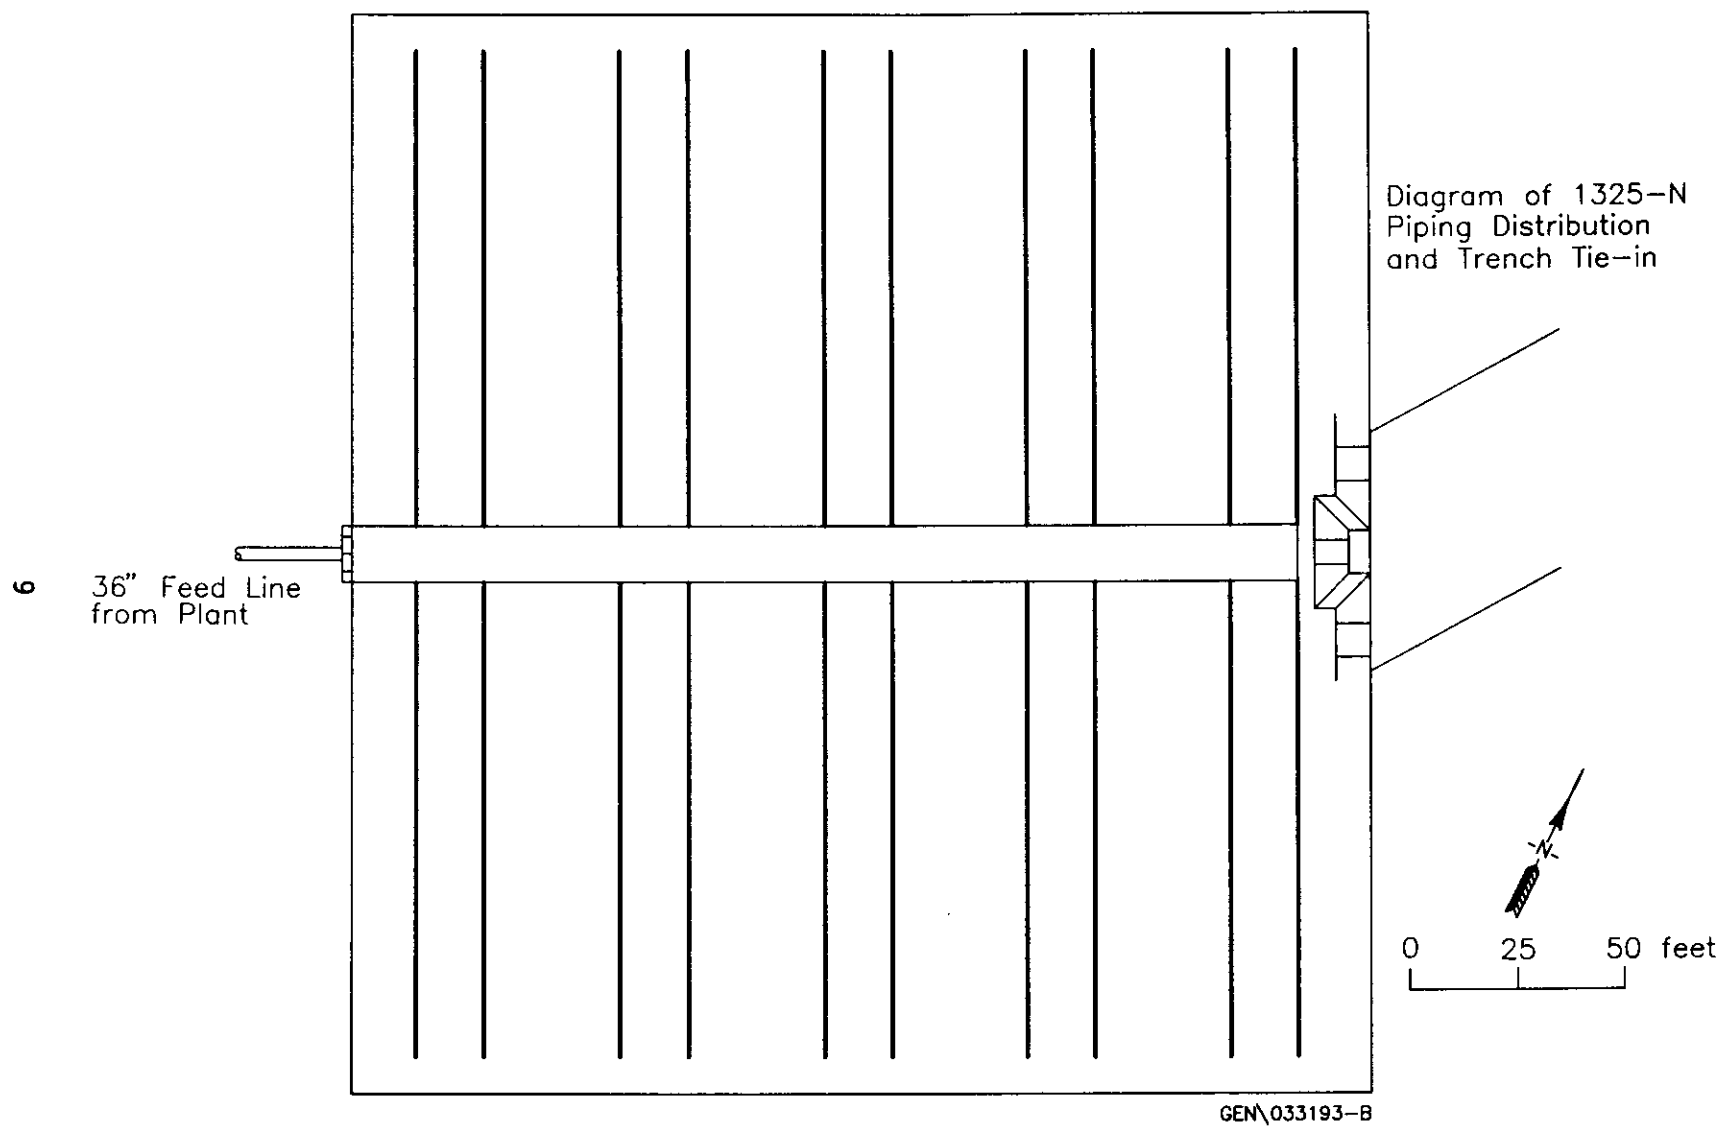 Diagram of 1325-N
Piping Distribution
and Trench Tie-in
36" Feed Line
from Plant
9
N
0 25 50 feet
GEN\033193-B